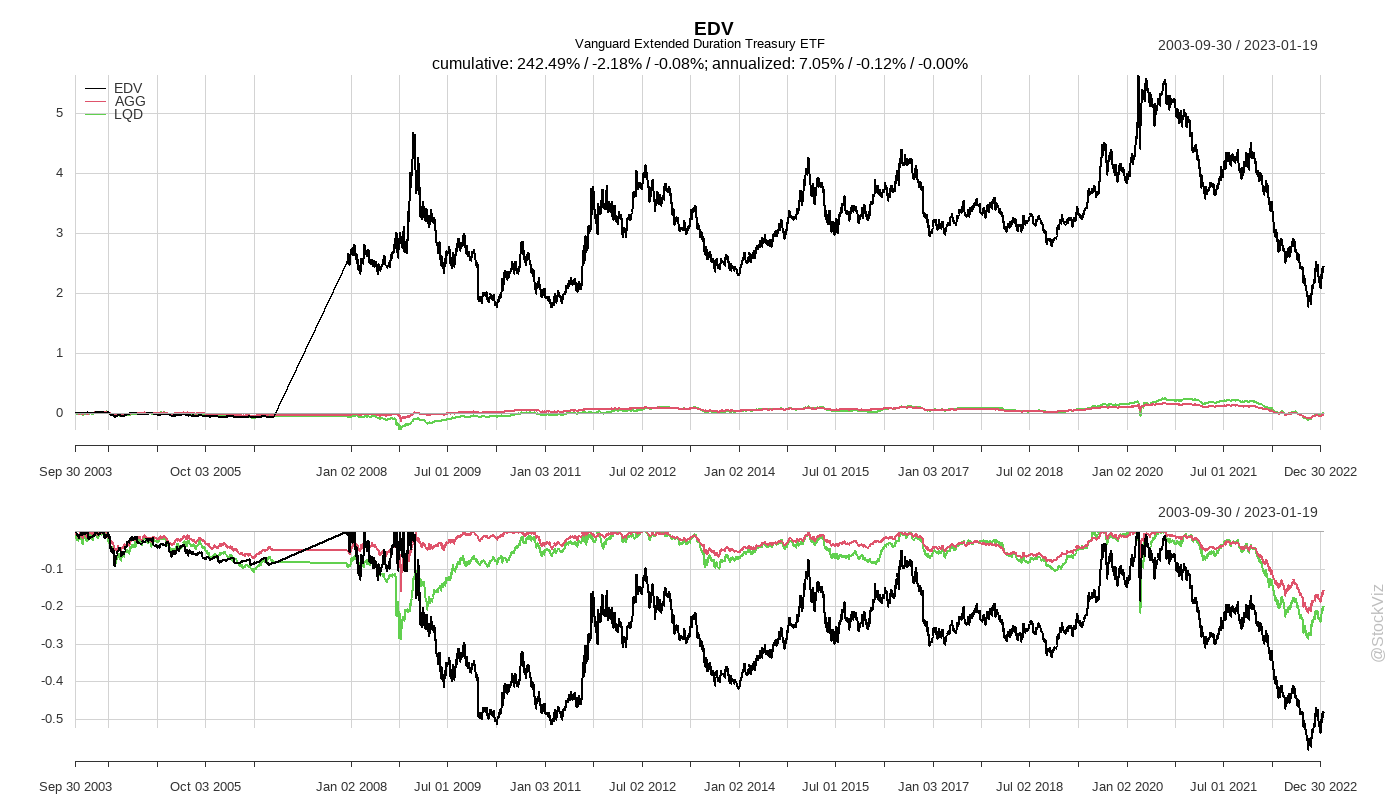 EDV
Vanguard Extended Duration Treasury ETF
2003-09-30 / 2023-01-19
cumulative: 242.49% / -2.18% / -0.08%; annualized: 7.05% / -0.12% / -0.00%
EDV
AGG
LQD
5
4
3
2
1
0
Sep 30 2003 Oct 03 2005 Jan 02 2008 Jul 01 2009 Jan 03 2011 Jul 02 2012 Jan 02 2014 Jul 01 2015 Jan 03 2017 Jul 02 2018 Jan 02 2020 Jul 01 2021 Dec 30 2022
2003-09-30 / 2023-01-19
-0.1
-0.2
-0.3
-0.4
-0.5
Sep 30 2003 Oct 03 2005 Jan 02 2008 Jul 01 2009 Jan 03 2011 Jul 02 2012 Jan 02 2014 Jul 01 2015 Jan 03 2017 Jul 02 2018 Jan 02 2020 Jul 01 2021 Dec 30 2022
@StockViz